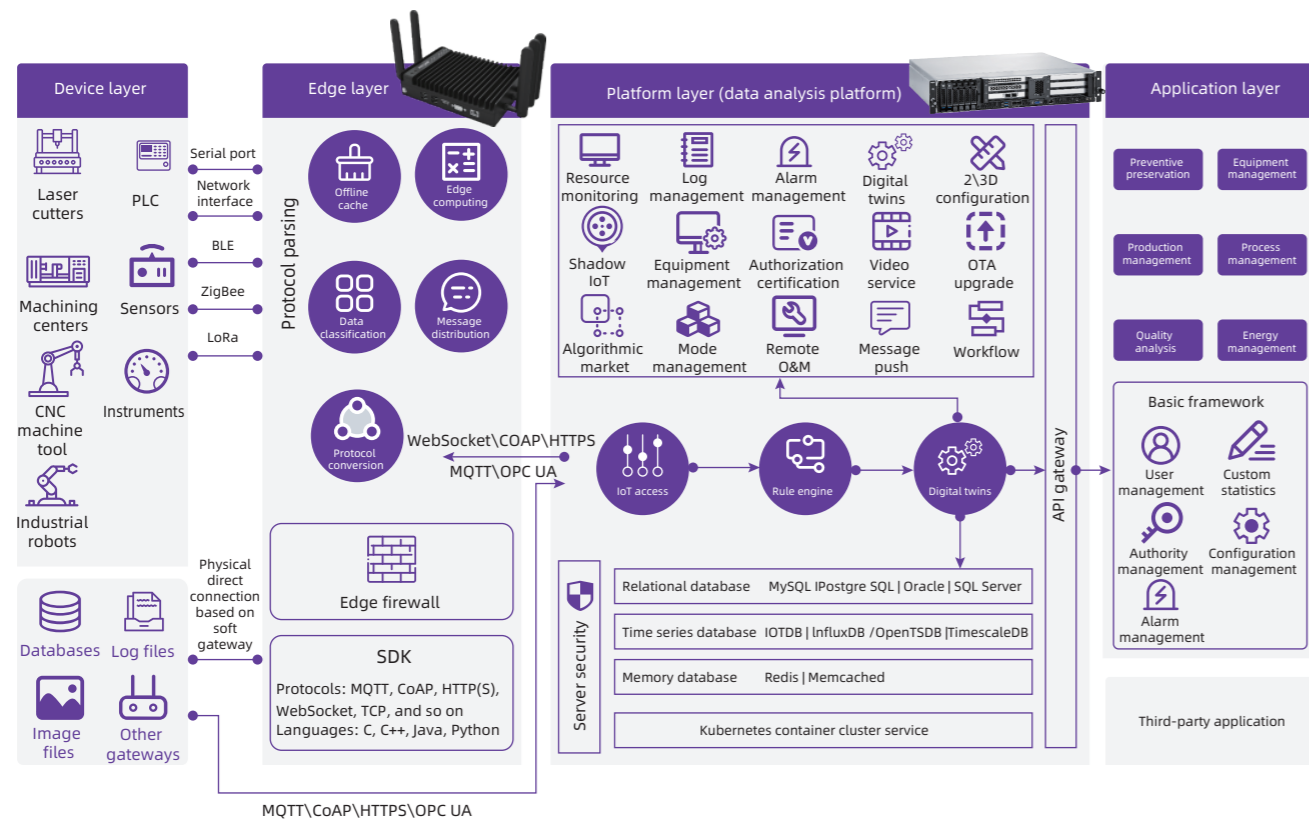 Device layer
Laser
cutters
PLC
Machining
centers
Sensors
CNC
machine
tool
Instruments
Industrial
robots
Databases
Log files
Image
files
Other
gateways
Serial port
Network
interface
BLE
ZigBee
LoRa
Physical
direct
connection
based on
soft
gateway
MQTT\CoAP\HTTPS\OPC UA
Edge layer
Protocol parsing
Offline
cache
Edge
computing
Data
classification
Message
distribution
Protocol
conversion
WebSocket\COAP\HTTPS
MQTT\OPC UA
Edge firewall
SDK
Protocols: MQTT, CoAP, HTTP(S),
WebSocket, TCP, and so on
Languages: C, C++, Java, Python
Platform layer (data analysis platform)
Resource
monitoring
Log
management
Alarm
management
Digital
twins
2\3D
configuration
Shadow
IoT
Equipment
management
Authorization
certification
Video
service
OTA
upgrade
Algorithmic
market
Mode
management
Remote
O&M
Message
push
Workflow
IoT access
Rule engine
Digital twins
API gateway
Server security
Relational database MySQL IPostgre SQL | Oracle | SQL Server
Time series database IOTDB | lnfluxDB /OpenTSDB |TimescaleDB
Memory database Redis | Memcached
Kubernetes container cluster service
Application layer
Preventive
preservation
Equipment
management
Production
management
Process
management
Quality
analysis
Energy
management
Basic framework
User
management
Custom
statistics
Authority
management
Configuration
management
Alarm
management
Third-party application